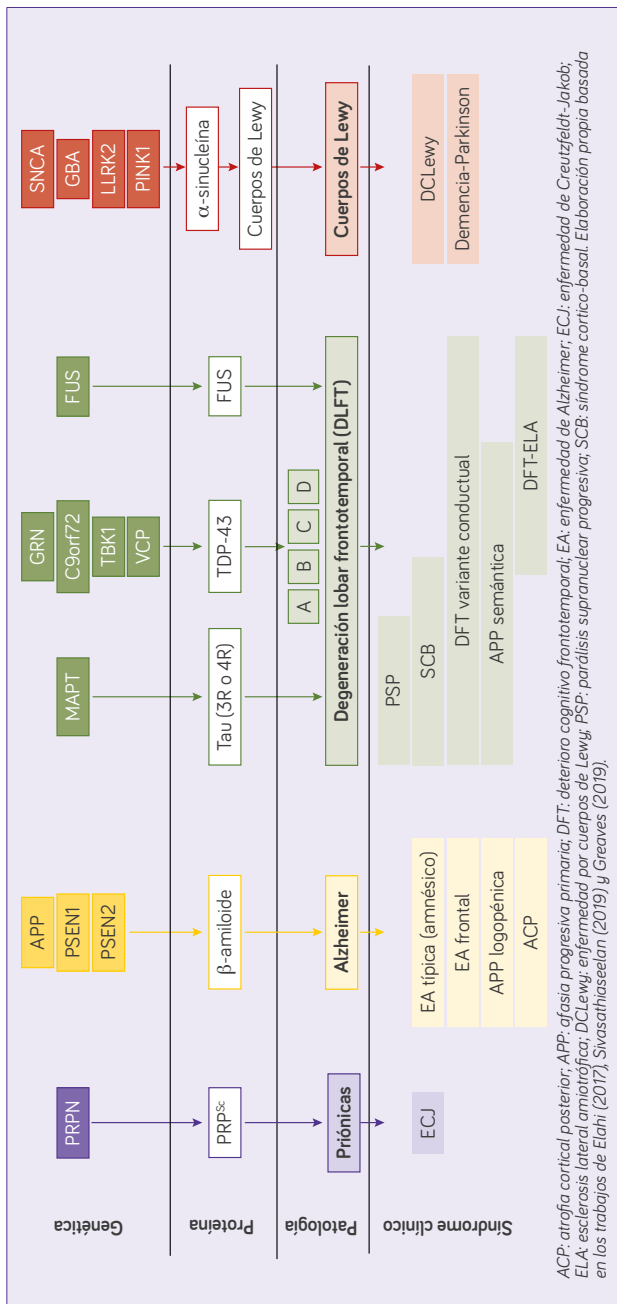 Genética
PRPN
APP
PSEN1
PSEN2
MAPT
GRN
C9orf72
TBK1
VCP
FUS
SNCA
GBA
LLRK2
PINK1
Proteína
PRPSc
β-amiloide
Tau (3R o 4R)
TDP-43
FUS
α-sinucleína
Cuerpos de Lewy
Patología
Priónicas
Alzheimer
A B C D
Degeneración lobar frontotemporal (DLFT)
Cuerpos de Lewy
Síndrome clínico
ECJ
EA típica (amnésico)
EA frontal
APP logopénica
ACP
PSP
SCB
DFT variante conductual
APP semántica
DFT-ELA
DCLewy
Demencia-Parkinson
ACP: atrofia cortical posterior; APP: afasia progresiva primaria; DFT: deterioro cognitivo frontotemporal; EA: enfermedad de Alzheimer; ECJ: enfermedad de Creutzfeldt-Jakob;
ELA: esclerosis lateral amiotrófica; DCLewy: enfermedad por cuerpos de Lewy; PSP: parálisis supranuclear progresiva; SCB: síndrome cortico-basal. Elaboración propia basada
en los trabajos de Elahi (2017), Sivasathiaseelan (2019) y Greaves (2019).